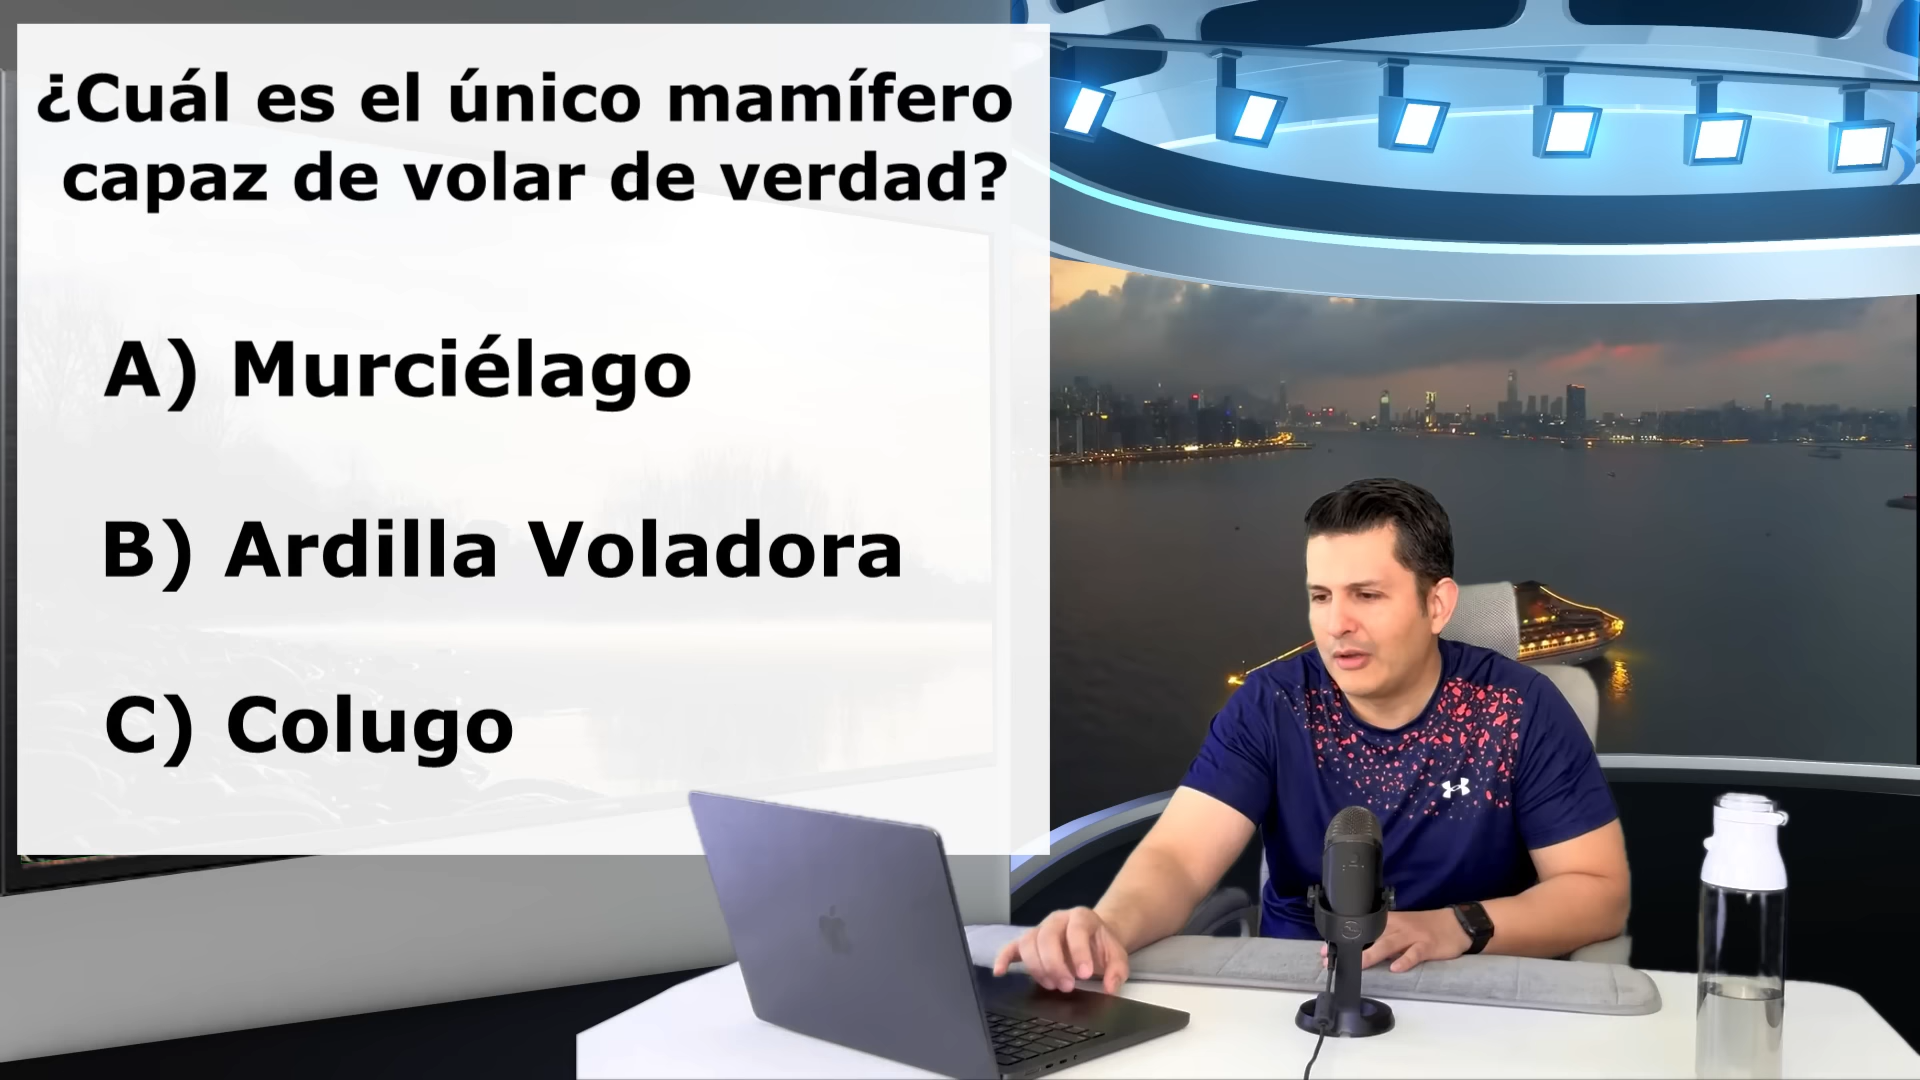 ¿Cuál es el único mamífero
capaz de volar de verdad?
A) Murciélago
B) Ardilla Voladora
C) Colugo